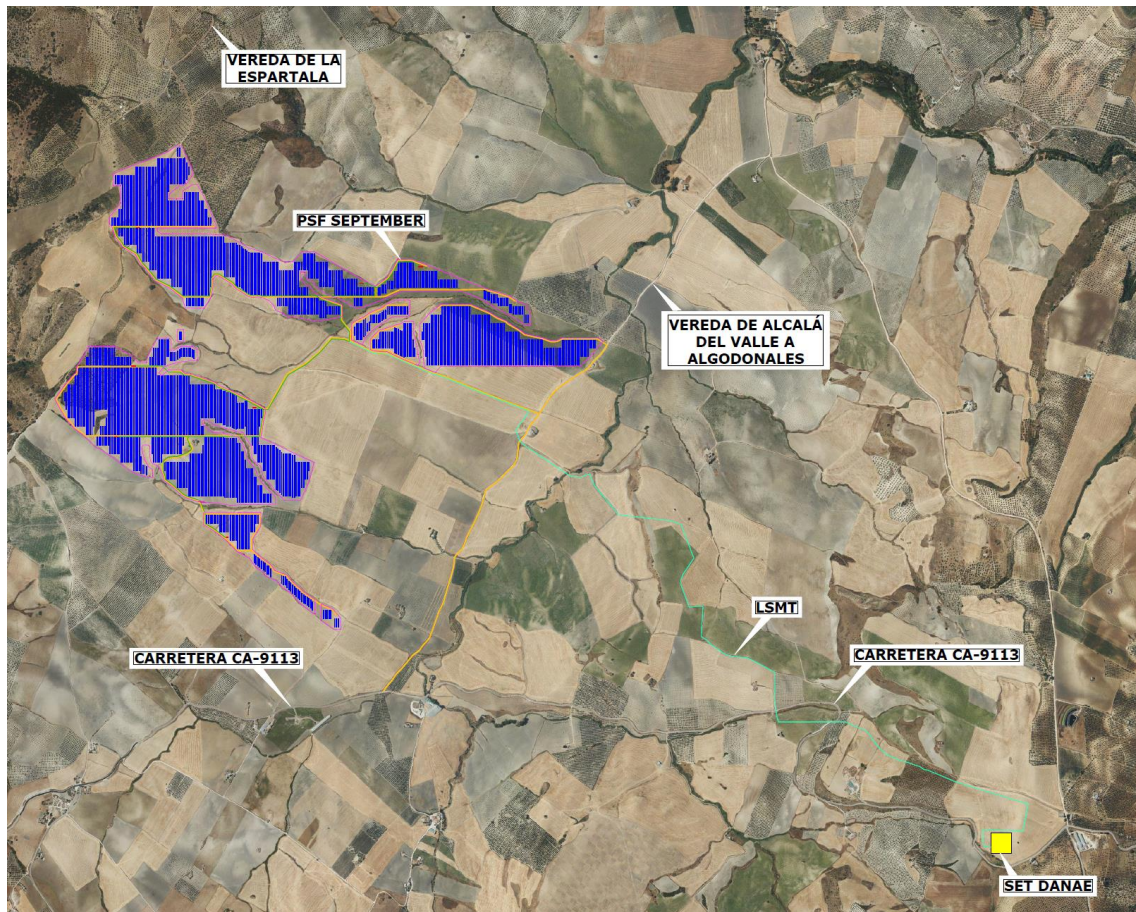 VEREDA DE LA
ESPARTALA
PSF SEPTEMBER
VEREDA DE ALCALÁ
DEL VALLE A
ALGODONALES
LSMT
CARRETERA CA-9113
CARRETERA CA-9113
SET DANAE